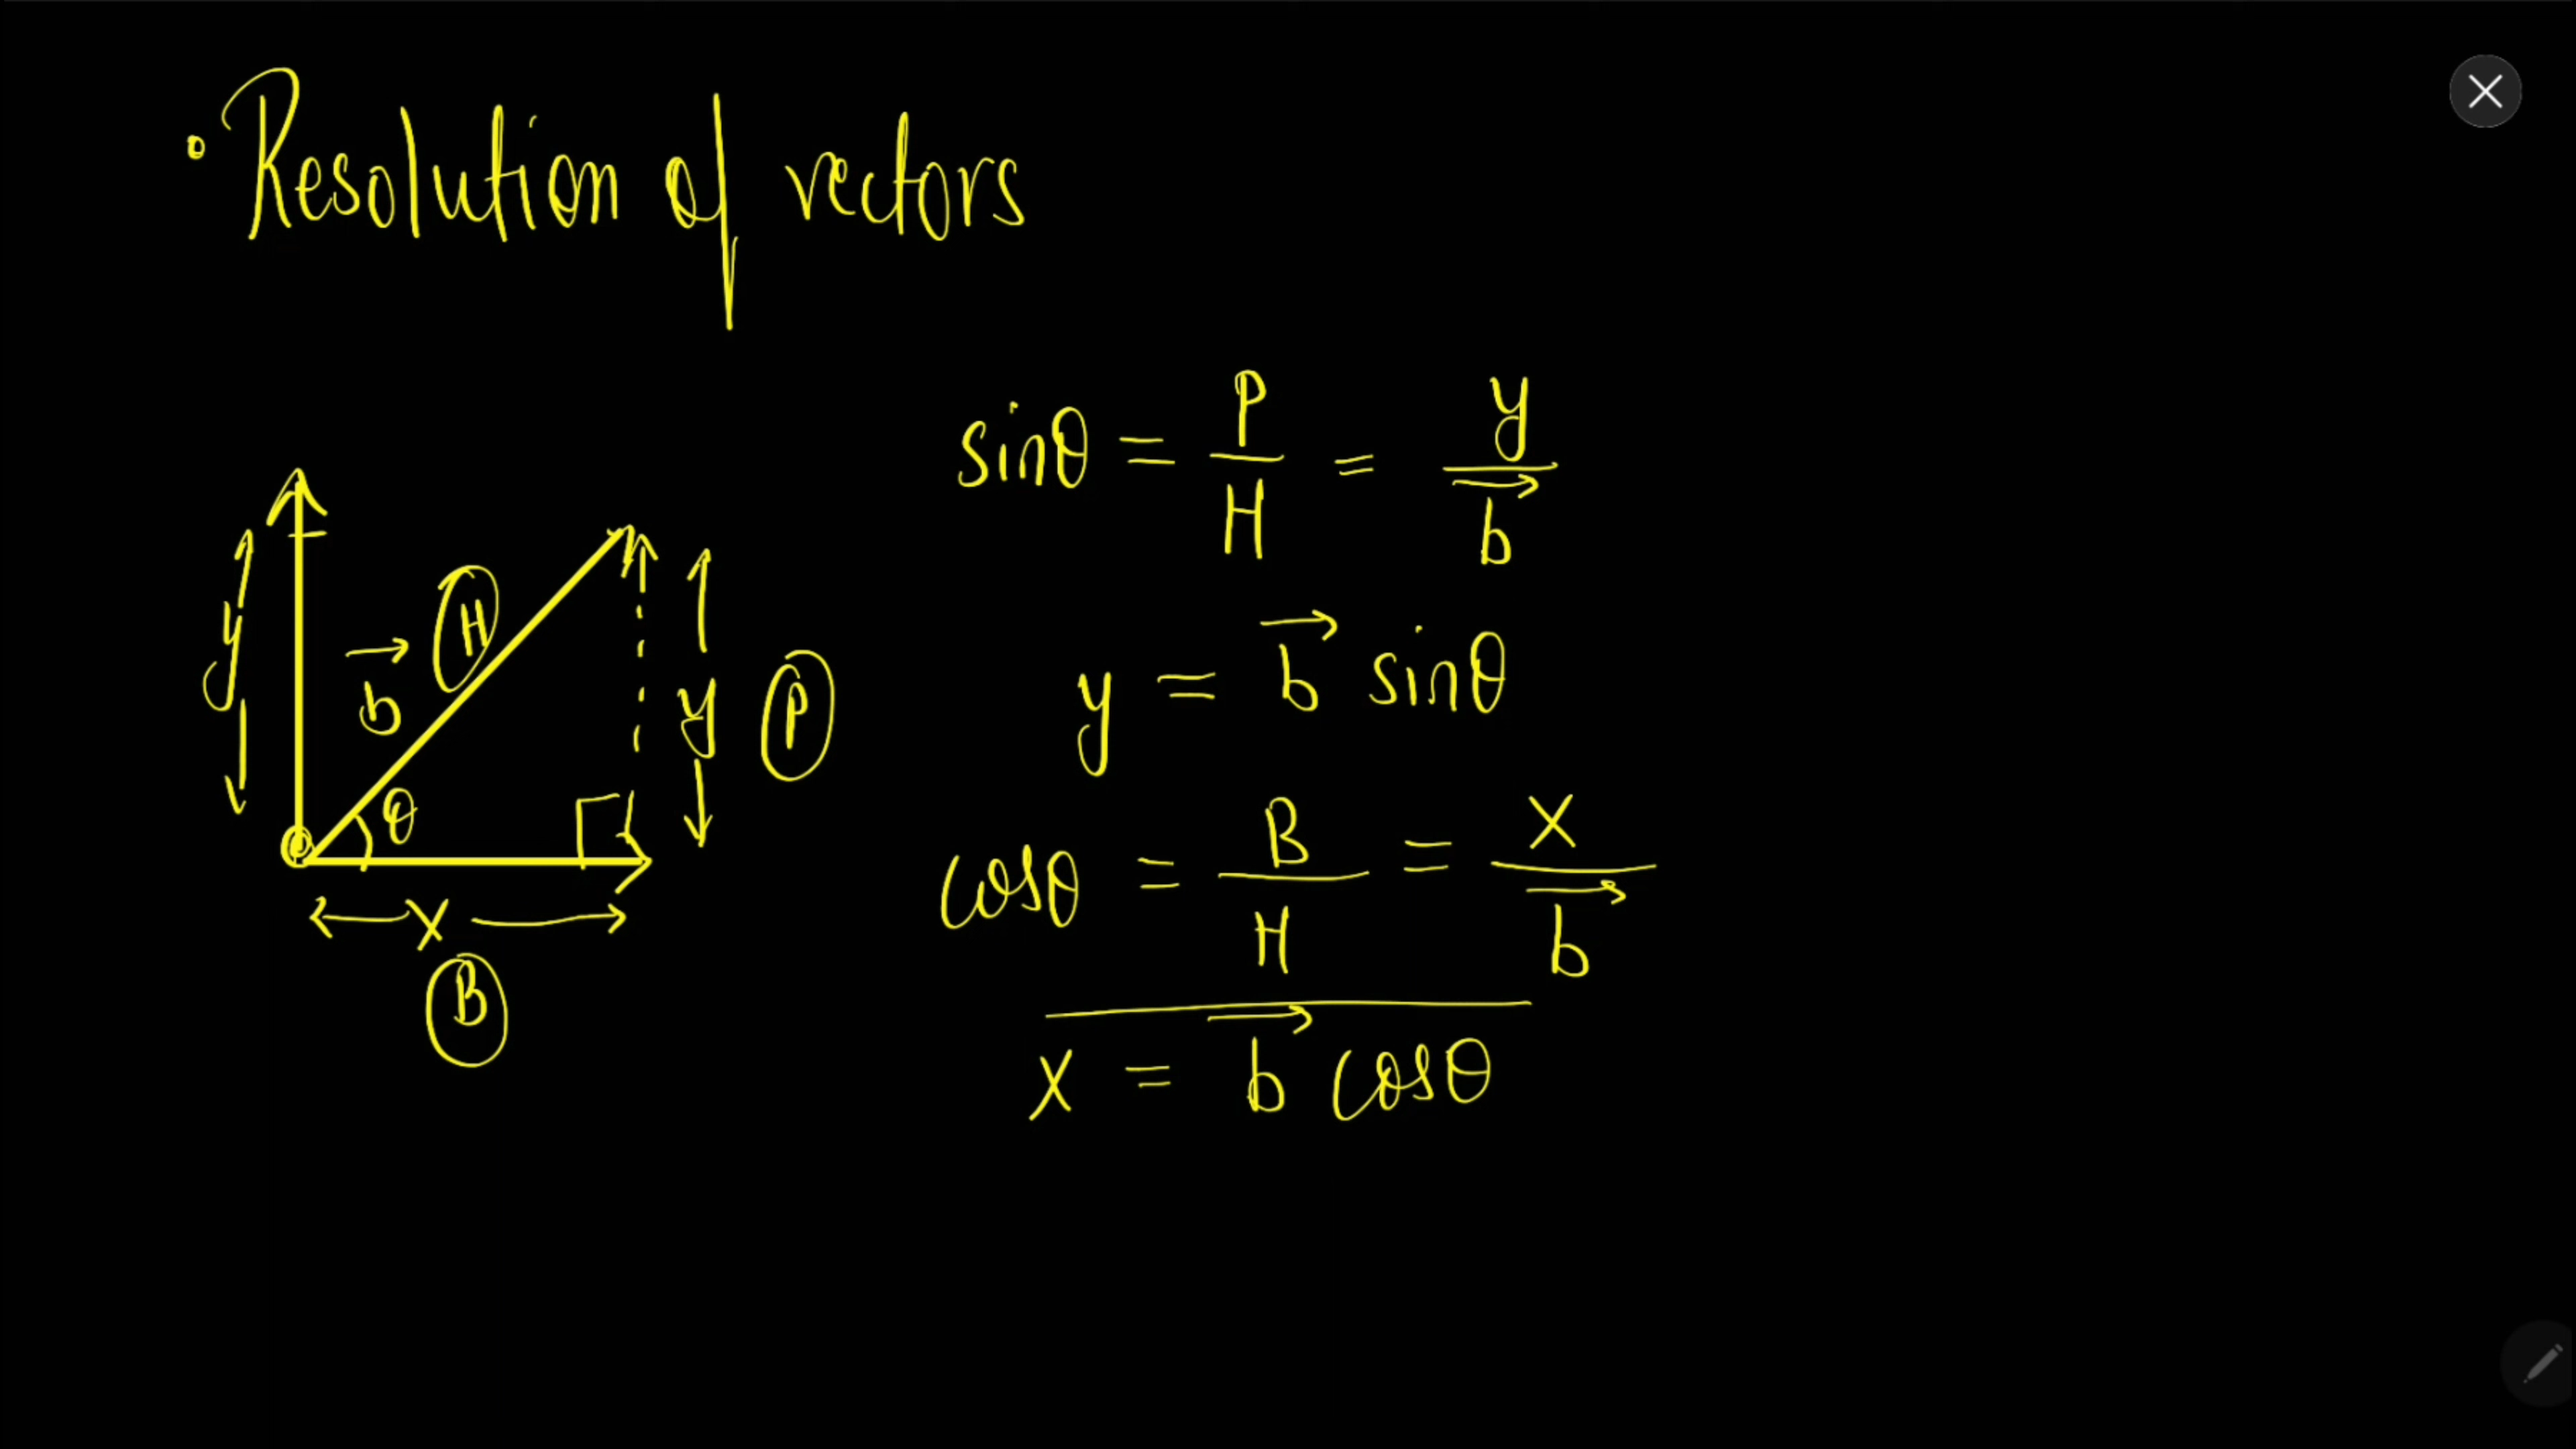 Resolution of vectors
sinθ = P/H = y/b⃗
y = b⃗ sinθ
cosθ = B/H = x/b⃗
x = b⃗ cosθ
y
b⃗
H
θ
y
P
x
B